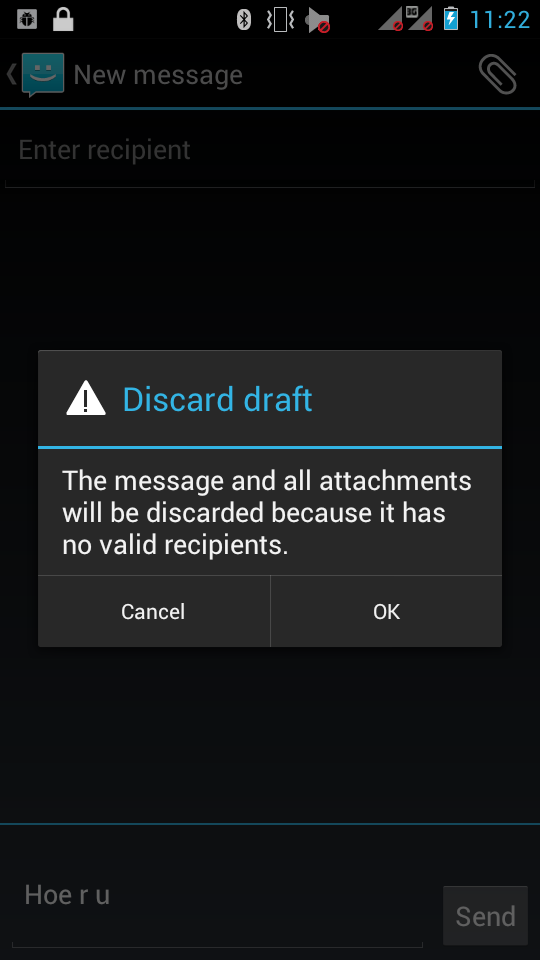 3G
11:22
New message
Enter recipient
Discard draft
The message and all attachments
will be discarded because it has
no valid recipients.
Cancel
OK
Hoe r u
Send